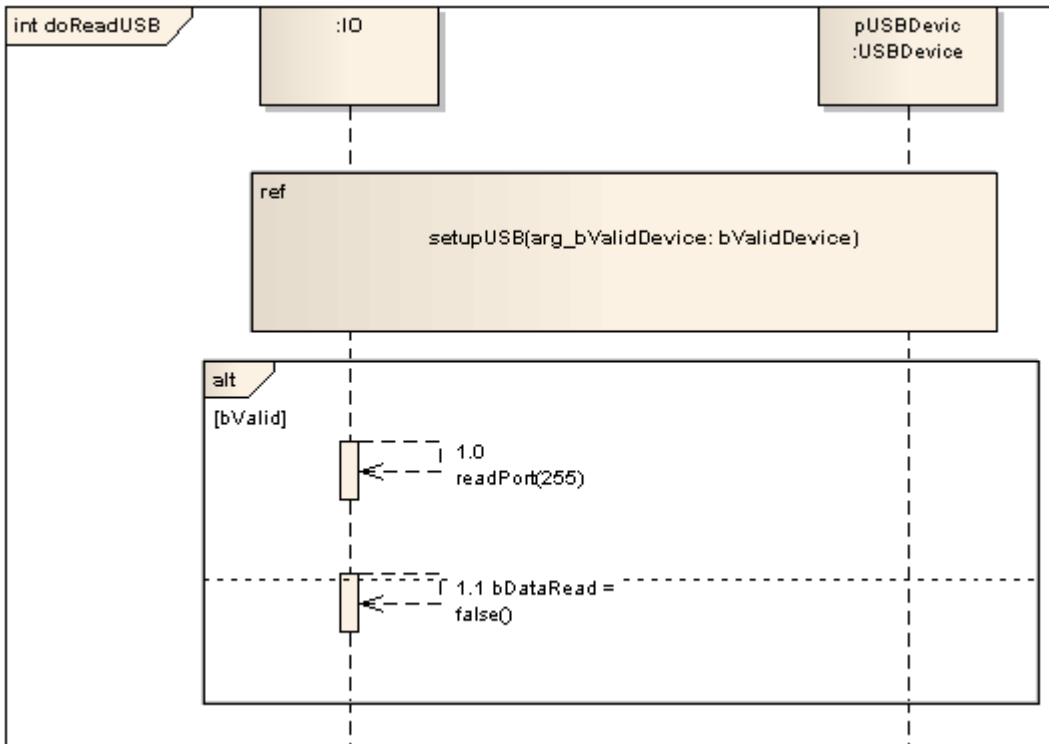 int doReadUSB
:IO
pUSBDevic
:USBDevice
ref
setupUSB(arg_bValidDevice: bValidDevice)
alt
[bValid]
1.0
readPort(255)
1.1 bDataRead =
false()